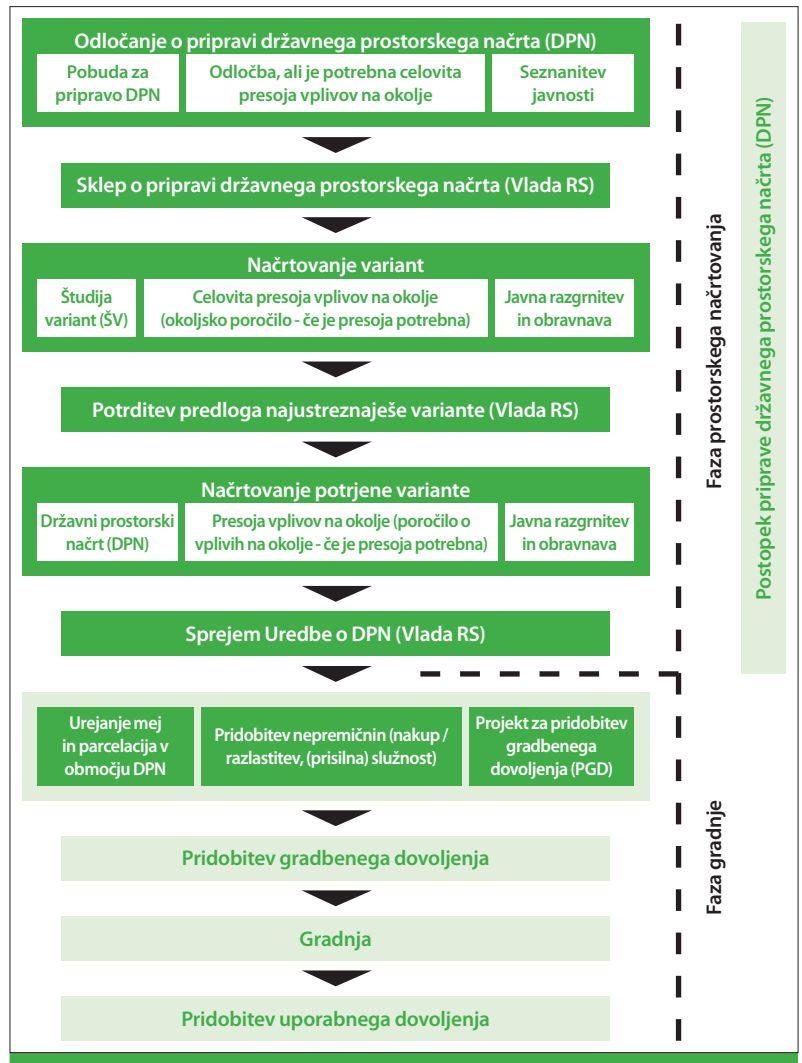 Odločanje o pripravi državnega prostorskega načrta (DPN)
Pobuda za
pripravo DPN
Odločba, ali je potrebna celovita
presoja vplivov na okolje
Seznanitev
javnosti
Sklep o pripravi državnega prostorskega načrta (Vlada RS)
Načrtovanje variant
Študija
variant (ŠV)
Celovita presoja vplivov na okolje
(okoljsko poročilo - če je presoja potrebna)
Javna razgrnitev
in obravnava
Potrditev predloga najustreznaješe variante (Vlada RS)
Načrtovanje potrjene variante
Državni prostorski
načrt (DPN)
Presoja vplivov na okolje (poročilo o
vplivih na okolje - če je presoja potrebna)
Javna razgrnitev
in obravnava
Sprejem Uredbe o DPN (Vlada RS)
Urejanje mej
in parcelacija v
območju DPN
Pridobitev nepremičnin (nakup /
razlastitev, (prisilna) služnost)
Projekt za pridobitev
gradbenega
dovoljenja (PGD)
Pridobitev gradbenega dovoljenja
Gradnja
Pridobitev uporabnega dovoljenja
Faza prostorskega načrtovanja
Faza gradnje
Postopek priprave državnega prostorskega načrta (DPN)